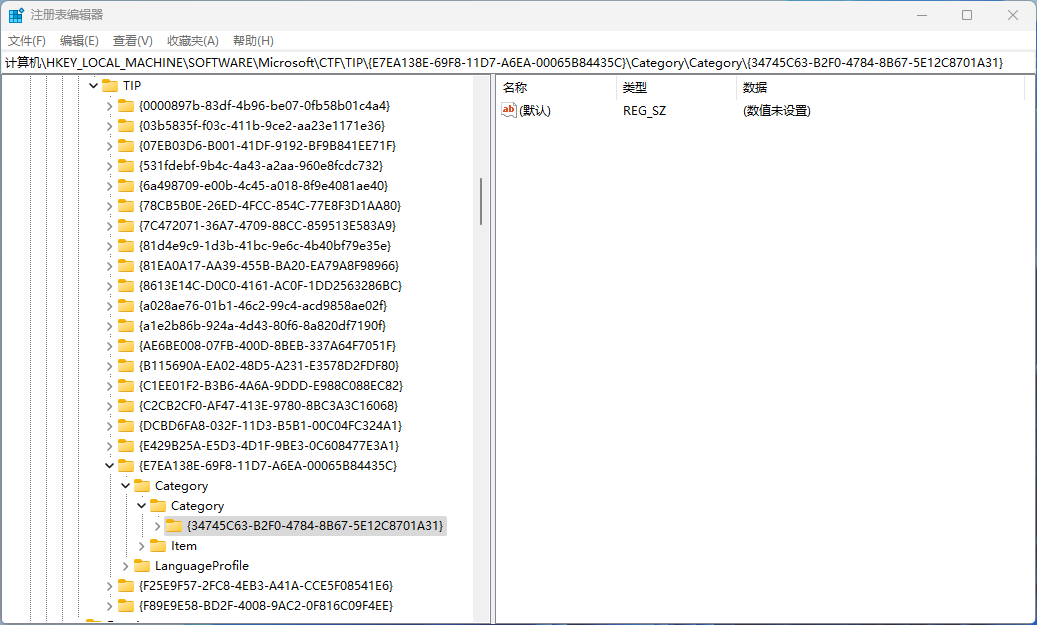 注册表编辑器
文件(F) 编辑(E) 查看(V) 收藏夹(A) 帮助(H)
计算机\HKEY_LOCAL_MACHINE\SOFTWARE\Microsoft\CTF\TIP\{E7EA138E-69F8-11D7-A6EA-00065B84435C}\Category\Category\{34745C63-B2F0-4784-8B67-5E12C8701A31}
TIP
{0000897b-83df-4b96-be07-0fb58b01c4a4}
{03b5835f-f03c-411b-9ce2-aa23e1171e36}
{07EB03D6-B001-41DF-9192-BF9B841EE71F}
{531fdebf-9b4c-4a43-a2aa-960e8fcdc732}
{6a498709-e00b-4c45-a018-8f9e4081ae40}
{78CB5B0E-26ED-4FCC-854C-77E8F3D1AA80}
{7C472071-36A7-4709-88CC-859513E583A9}
{81d4e9c9-1d3b-41bc-9e6c-4b40bf79e35e}
{81EA0A17-AA39-455B-BA20-EA79A8F98966}
{8613E14C-D0C0-4161-AC0F-1DD2563286BC}
{a028ae76-01b1-46c2-99c4-acd9858ae02f}
{a1e2b86b-924a-4d43-80f6-8a820df7190f}
{AE6BE008-07FB-400D-8BEB-337A64F7051F}
{B115690A-EA02-48D5-A231-E3578D2FDF80}
{C1EE01F2-B3B6-4A6A-9DDD-E988C088EC82}
{C2CB2CF0-AF47-413E-9780-8BC3A3C16068}
{DCBD6FA8-032F-11D3-B5B1-00C04FC324A1}
{E429B25A-E5D3-4D1F-9BE3-0C608477E3A1}
{E7EA138E-69F8-11D7-A6EA-00065B84435C}
Category
Category
{34745C63-B2F0-4784-8B67-5E12C8701A31}
Item
LanguageProfile
{F25E9F57-2FC8-4EB3-A41A-CCE5F08541E6}
{F89E9E58-BD2F-4008-9AC2-0F816C09F4EE}
名称 类型 数据
ab (默认) REG_SZ (数值未设置)